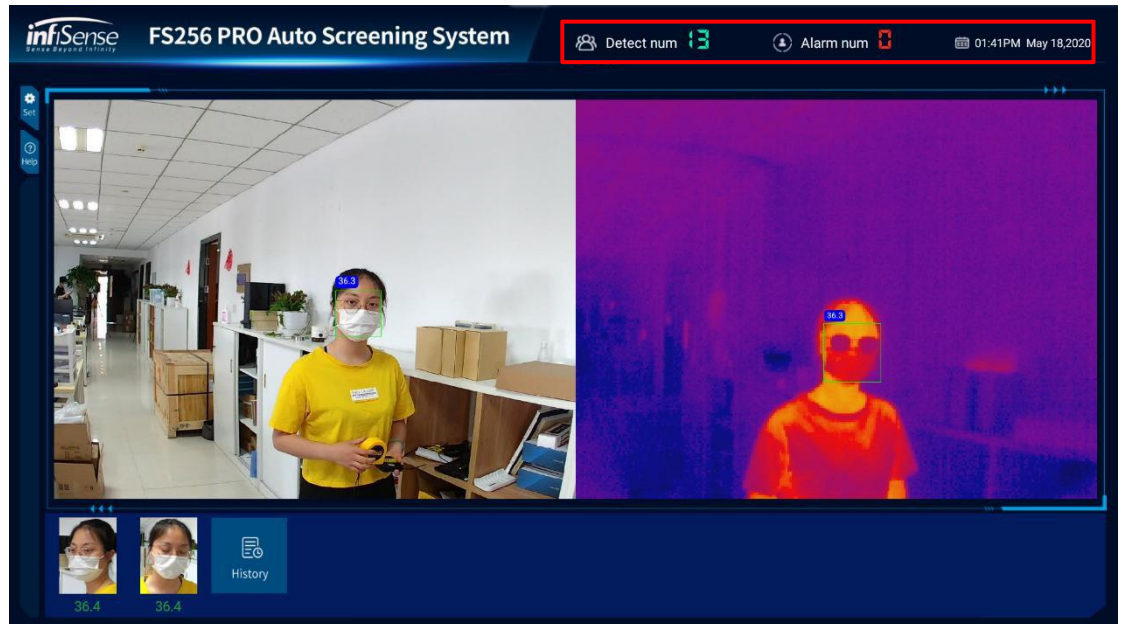 infiSense
Sense Beyond Infinity
FS256 PRO Auto Screening System
Detect num 13
Alarm num 0
01:41PM May 18,2020
Set
Help
36.3
36.3
36.4
36.4
History